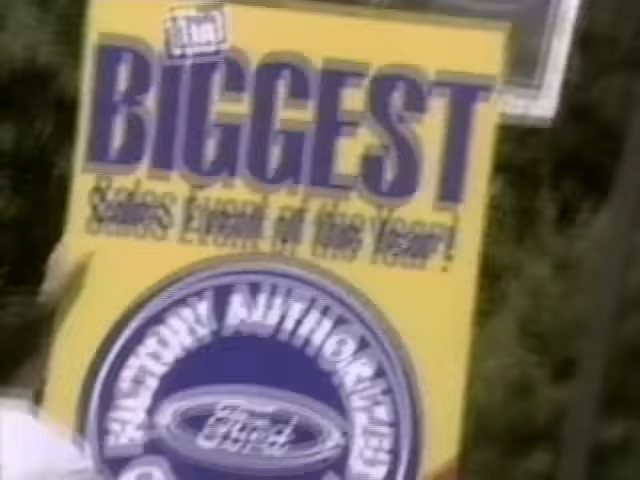 The
BIGGEST
Sales Event of the Year!
FACTORY AUTHORIZED
Ford